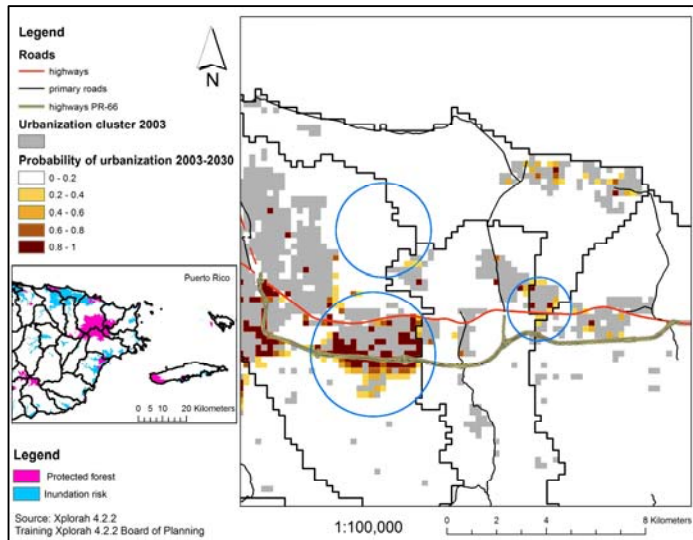 Legend
Roads
highways
primary roads
highways PR-66
Urbanization cluster 2003
Probability of urbanization 2003-2030
0 - 0.2
0.2 - 0.4
0.4 - 0.6
0.6 - 0.8
0.8 - 1
N
Puerto Rico
0 5 10 20 Kilometers
Legend
Protected forest
Inundation risk
Source: Xplorah 4.2.2
Training Xplorah 4.2.2 Board of Planning
1:100,000
0 2 4 6 8 Kilometers